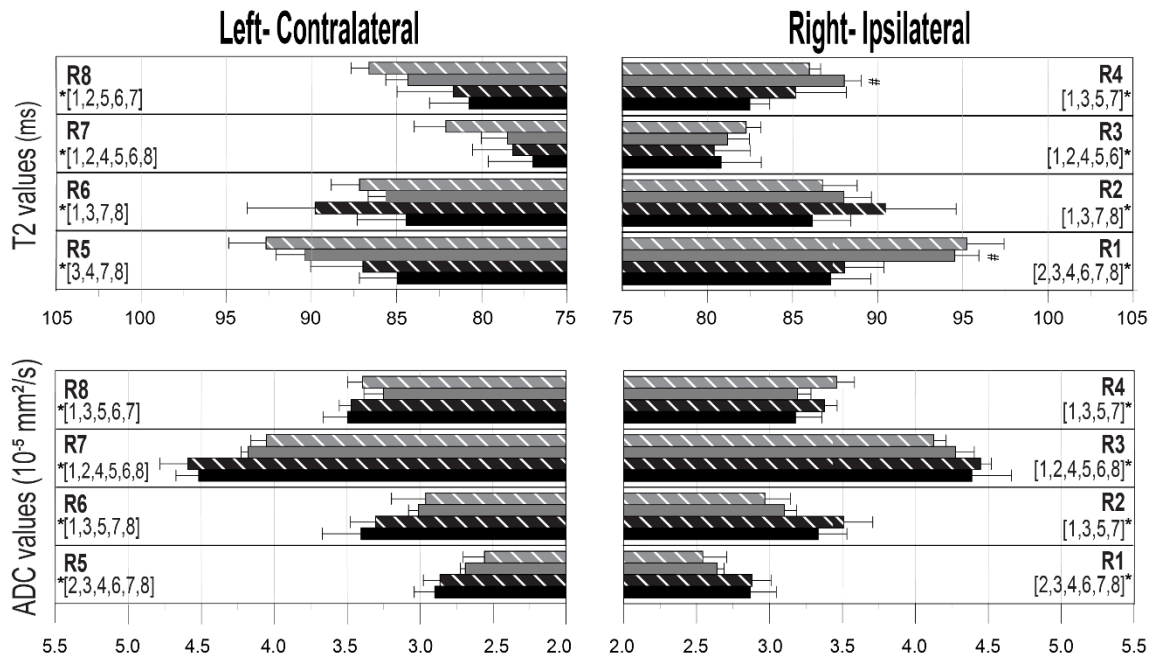 Left- Contralateral
Right- Ipsilateral
T2 values (ms)
R8
*[1,2,5,6,7]
R7
*[1,2,4,5,6,8]
R6
*[1,3,7,8]
R5
*[3,4,7,8]
#
R4
[1,3,5,7]*
R3
[1,2,4,5,6]*
R2
[1,3,7,8]*
#
R1
[2,3,4,6,7,8]*
105 100 95 90 85 80 75
75 80 85 90 95 100 105
ADC values (10⁻⁵ mm²/s)
R8
*[1,3,5,6,7]
R7
*[1,2,4,5,6,8]
R6
*[1,3,5,7,8]
R5
*[2,3,4,6,7,8]
R4
[1,3,5,7]*
R3
[1,2,4,5,6,8]*
R2
[1,3,5,7]*
R1
[2,3,4,6,7,8]*
5.5 5.0 4.5 4.0 3.5 3.0 2.5 2.0
2.0 2.5 3.0 3.5 4.0 4.5 5.0 5.5